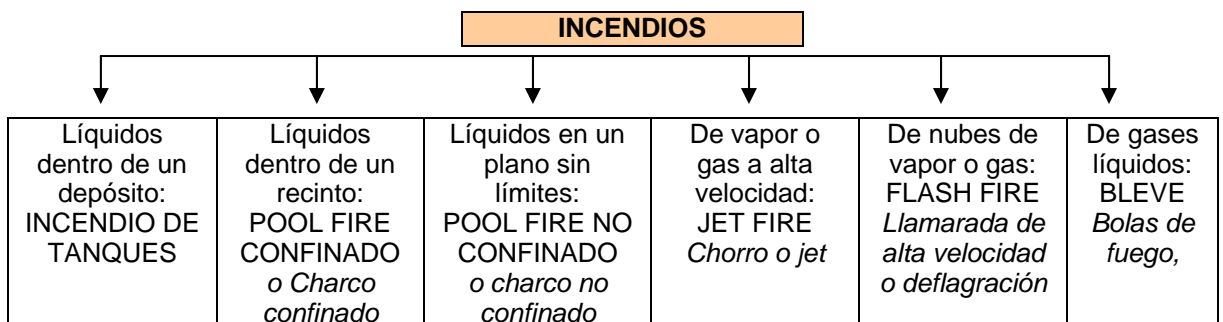 INCENDIOS
Líquidos
dentro de un
depósito:
INCENDIO DE
TANQUES
Líquidos
dentro de un
recinto:
POOL FIRE
CONFINADO
o Charco
confinado
Líquidos en un
plano sin
límites:
POOL FIRE NO
CONFINADO
o charco no
confinado
De vapor o
gas a alta
velocidad:
JET FIRE
Chorro o jet
De nubes de
vapor o gas:
FLASH FIRE
Llamarada de
alta velocidad
o deflagración
De gases
líquidos:
BLEVE
Bolas de
fuego,